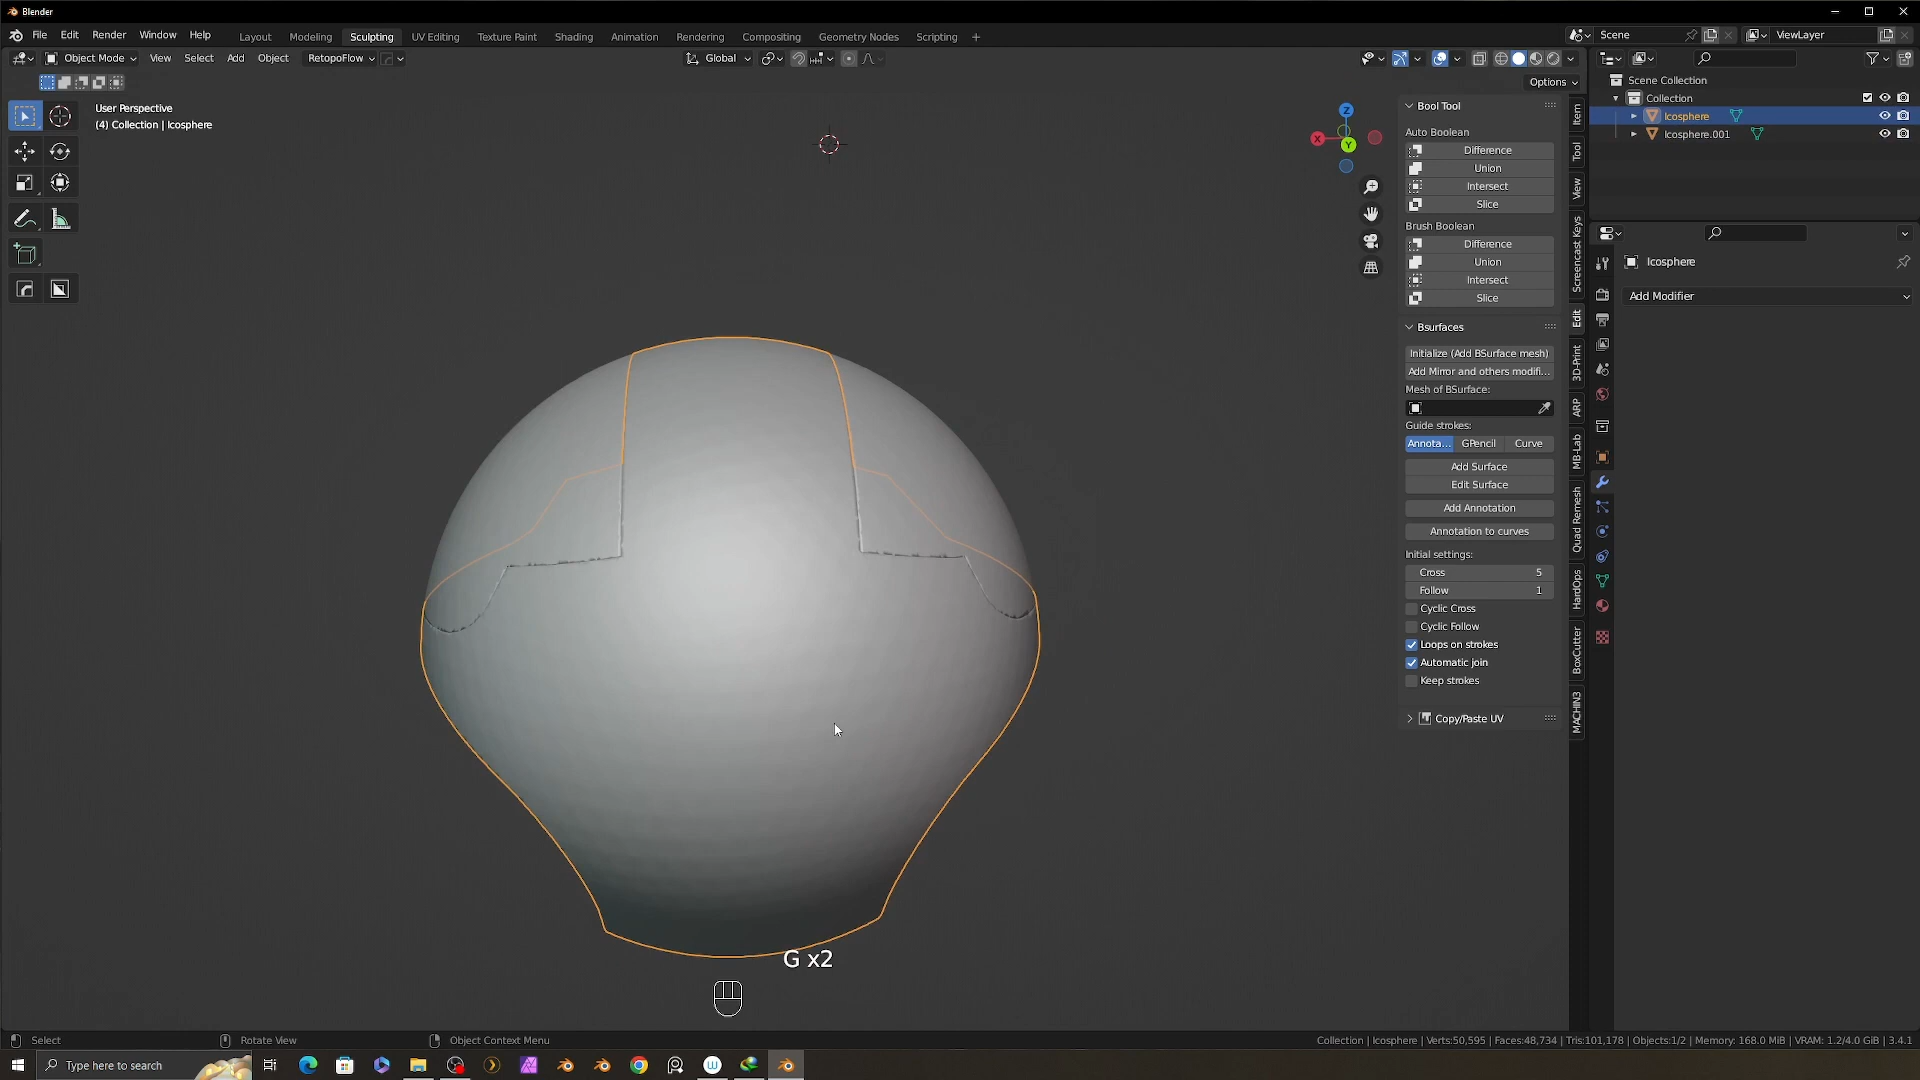 Blender
File Edit Render Window Help
Layout Modeling Sculpting UV Editing Texture Paint Shading Animation Rendering Compositing Geometry Nodes Scripting +
Scene
ViewLayer
Object Mode View Select Add Object RetopoFlow
Global
Options
User Perspective
(4) Collection | Icosphere
Z
X
Y
Bool Tool
Auto Boolean
Difference
Union
Intersect
Slice
Brush Boolean
Difference
Union
Intersect
Slice
Bsurfaces
Initialize (Add BSurface mesh)
Add Mirror and others modifi...
Mesh of BSurface:
Guide strokes:
Annota... GPencil Curve
Add Surface
Edit Surface
Add Annotation
Annotation to curves
Initial settings:
Cross 5
Follow 1
Cyclic Cross
Cyclic Follow
Loops on strokes
Automatic join
Keep strokes
Copy/Paste UV
Item
Tool
View
Screencast Keys
Edit
3D-Print
ARP
MB-Lab
Quad Remesh
HardOps
BoxCutter
MACHIN3
Scene Collection
Collection
Icosphere
Icosphere.001
Icosphere
Add Modifier
G x2
Select
Rotate View
Object Context Menu
Collection | Icosphere | Verts:50,595 | Faces:48,734 | Tris:101,178 | Objects:1/2 | Memory: 168.0 MiB | VRAM: 1.2/4.0 GiB | 3.4.1
Type here to search